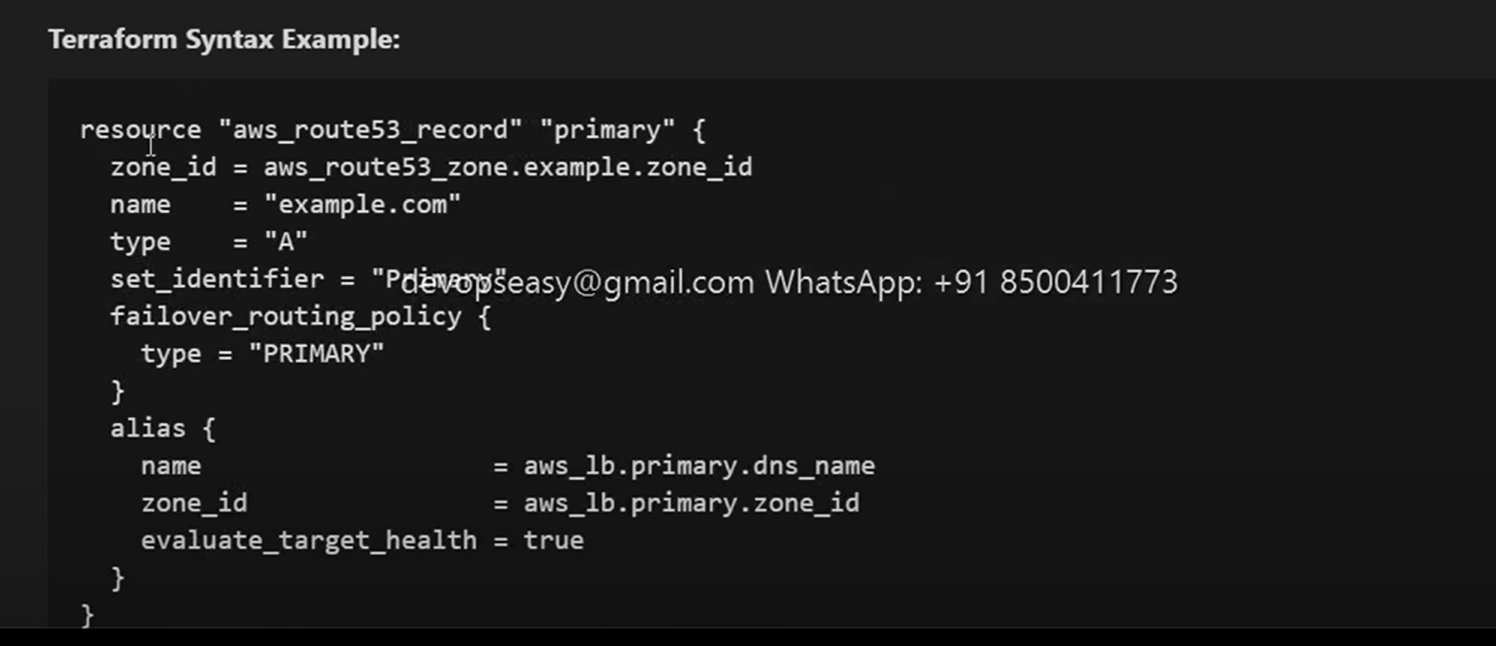 Terraform Syntax Example:
resource "aws_route53_record" "primary" {
zone_id = aws_route53_zone.example.zone_id
name = "example.com"
type = "A"
set_identifier = "Primary"
devopseasy@gmail.com WhatsApp: +91 8500411773
failover_routing_policy {
type = "PRIMARY"
}
alias {
name = aws_lb.primary.dns_name
zone_id = aws_lb.primary.zone_id
evaluate_target_health = true
}
}